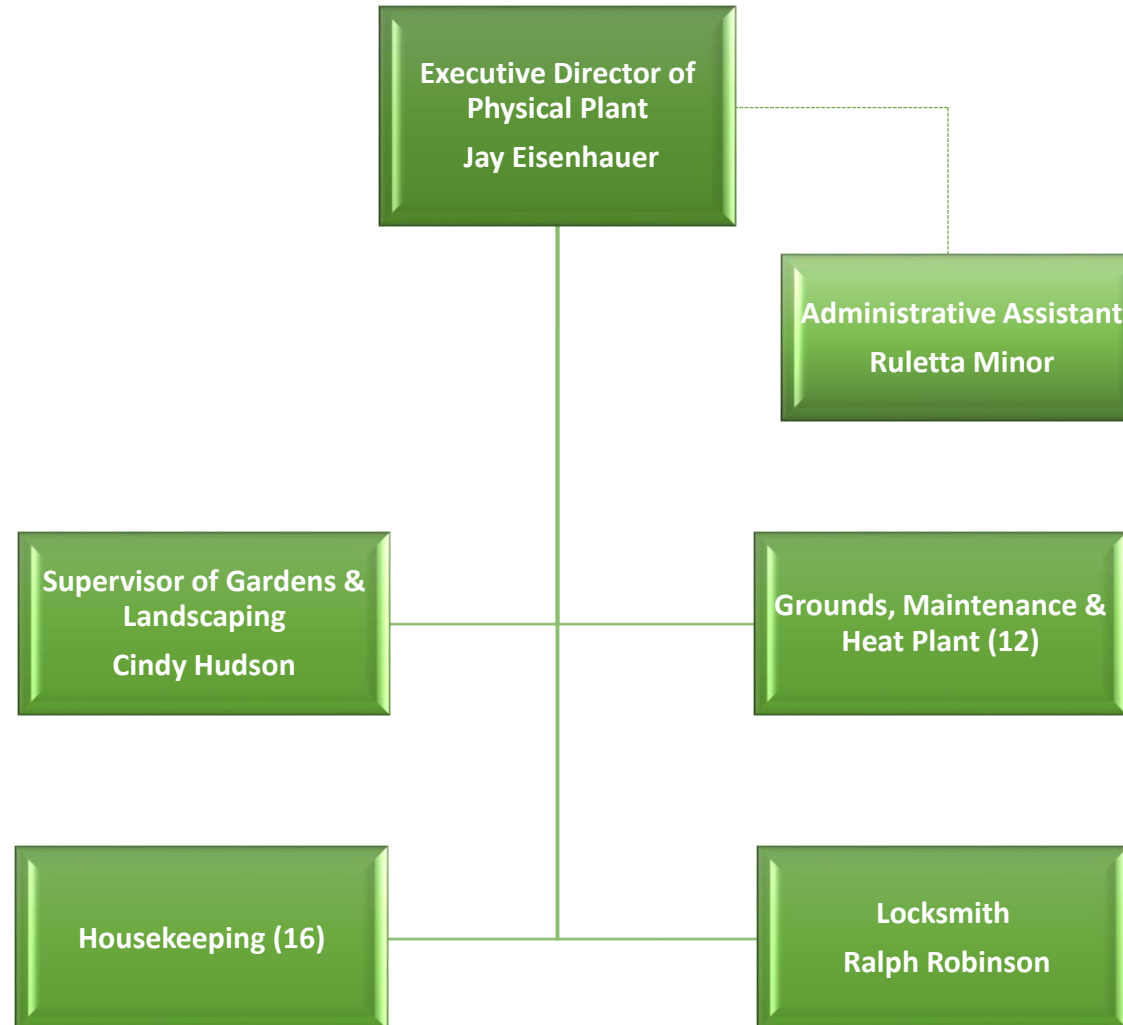 Executive Director of
Physical Plant
Jay Eisenhauer
Administrative Assistant
Ruletta Minor
Supervisor of Gardens &
Landscaping
Cindy Hudson
Grounds, Maintenance &
Heat Plant (12)
Housekeeping (16)
Locksmith
Ralph Robinson